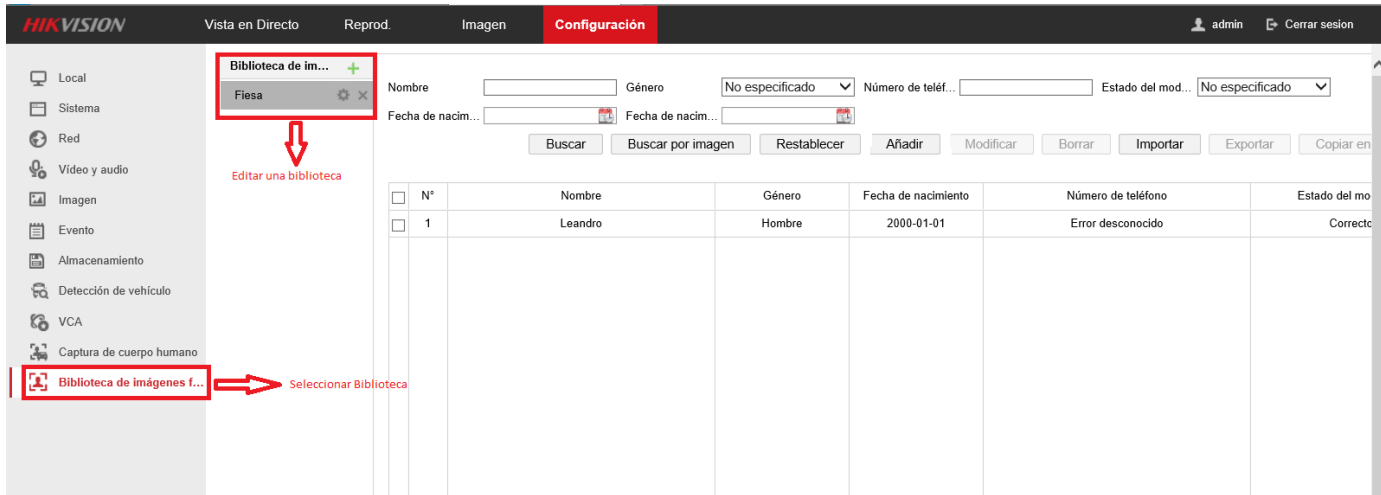 HIKVISION Vista en Directo Reprod. Imagen Configuración admin Cerrar sesion
Local
Sistema
Red
Vídeo y audio
Imagen
Evento
Almacenamiento
Detección de vehículo
VCA
Captura de cuerpo humano
Biblioteca de imágenes f...
Biblioteca de im...
Fiesa
Editar una biblioteca
Seleccionar Biblioteca
Nombre Género No especificado Número de teléf... Estado del mod... No especificado
Fecha de nacim... Fecha de nacim...
Buscar Buscar por imagen Restablecer Añadir Modificar Borrar Importar Exportar Copiar en
N° Nombre Género Fecha de nacimiento Número de teléfono Estado del mo
1 Leandro Hombre 2000-01-01 Error desconocido Correcto